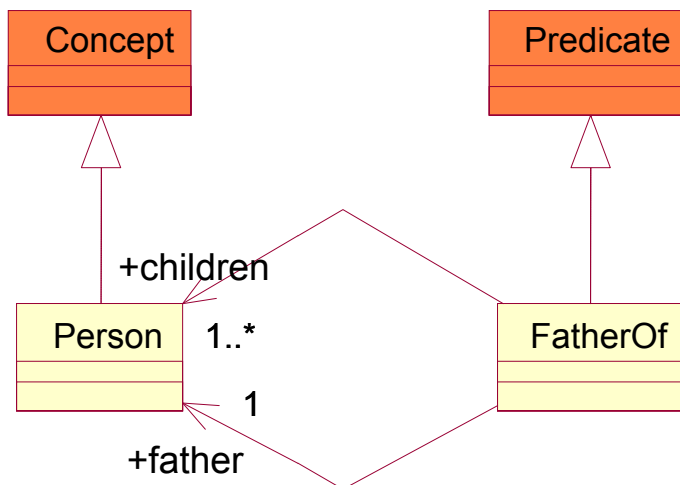 Concept
Predicate
+children
Person
1..*
FatherOf
1
+father